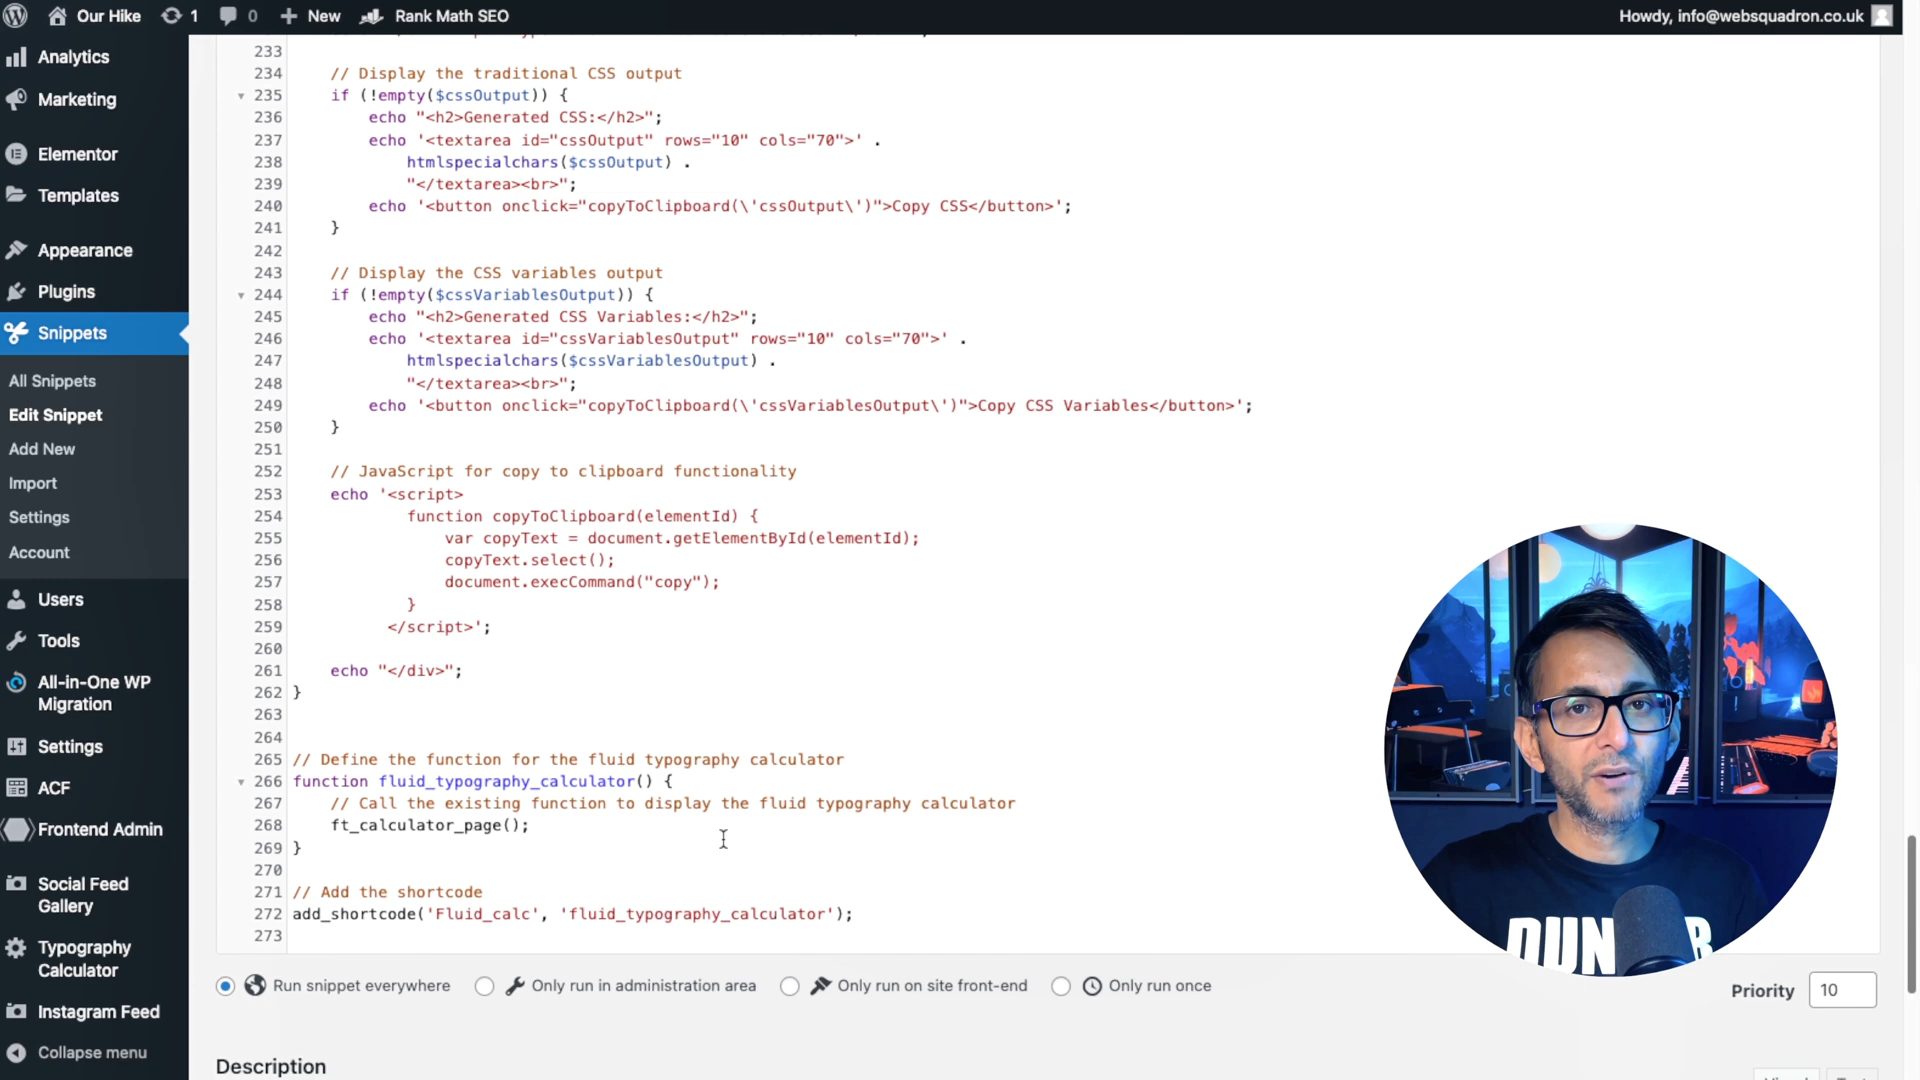 Our Hike
1
0
New
Rank Math SEO
Howdy, info@websquadron.co.uk
Analytics
Marketing
Elementor
Templates
Appearance
Plugins
Snippets
All Snippets
Edit Snippet
Add New
Import
Settings
Account
Users
Tools
All-in-One WP
Migration
Settings
ACF
Frontend Admin
Social Feed
Gallery
Typography
Calculator
Instagram Feed
Collapse menu
233
234 // Display the traditional CSS output
235 if (!empty($cssOutput)) {
236 echo "<h2>Generated CSS:</h2>";
237 echo '<textarea id="cssOutput" rows="10" cols="70">' .
238 htmlspecialchars($cssOutput) .
239 "</textarea><br>";
240 echo '<button onclick="copyToClipboard(\'cssOutput\')">Copy CSS</button>';
241 }
242
243 // Display the CSS variables output
244 if (!empty($cssVariablesOutput)) {
245 echo "<h2>Generated CSS Variables:</h2>";
246 echo '<textarea id="cssVariablesOutput" rows="10" cols="70">' .
247 htmlspecialchars($cssVariablesOutput) .
248 "</textarea><br>";
249 echo '<button onclick="copyToClipboard(\'cssVariablesOutput\')">Copy CSS Variables</button>';
250 }
251
252 // JavaScript for copy to clipboard functionality
253 echo '<script>
254 function copyToClipboard(elementId) {
255 var copyText = document.getElementById(elementId);
256 copyText.select();
257 document.execCommand("copy");
258 }
259 </script>';
260
261 echo "</div>";
262 }
263
264
265 // Define the function for the fluid typography calculator
266 function fluid_typography_calculator() {
267 // Call the existing function to display the fluid typography calculator
268 ft_calculator_page();
269 }
270
271 // Add the shortcode
272 add_shortcode('Fluid_calc', 'fluid_typography_calculator');
273
Run snippet everywhere
Only run in administration area
Only run on site front-end
Only run once
Priority
10
Description